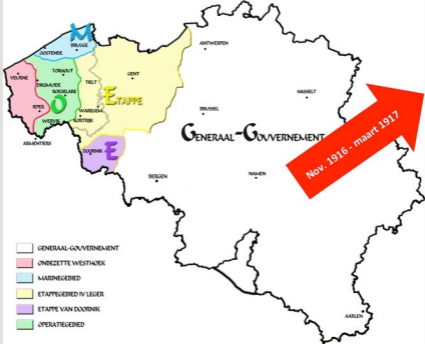 M
OOSTENDE
BRUGGE
ANTWERPEN
VEURNE
TORHOUT
DIKSMUIDE
ROESELARE
TIELT
GENT
HASSELT
O
IEPER
WAREGEM
ETAPPE
BRUSSEL
WERVIK
KORTRIJK
ARMENTIERS
GENERAAL-GOUVERNEMENT
DOORNIK
E
Nov. 1916 - maart 1917
BERGEN
NAMEN
AARLEN
GENERAAL-GOUVERNEMENT
ONBEZETTE WESTHOEK
MARINEGEBIED
ETAPPEGEBIED IV LEGER
ETAPPE VAN DOORNIK
OPERATIEGEBIED